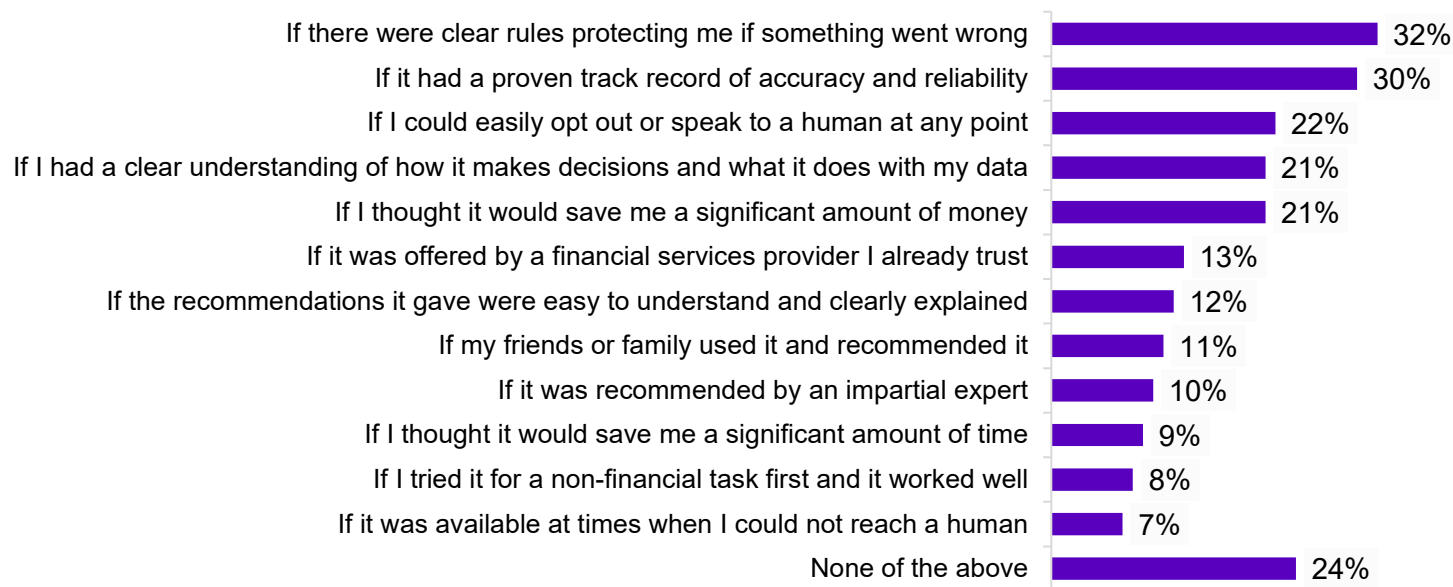 If there were clear rules protecting me if something went wrong 32%
If it had a proven track record of accuracy and reliability 30%
If I could easily opt out or speak to a human at any point 22%
If I had a clear understanding of how it makes decisions and what it does with my data 21%
If I thought it would save me a significant amount of money 21%
If it was offered by a financial services provider I already trust 13%
If the recommendations it gave were easy to understand and clearly explained 12%
If my friends or family used it and recommended it 11%
If it was recommended by an impartial expert 10%
If I thought it would save me a significant amount of time 9%
If I tried it for a non-financial task first and it worked well 8%
If it was available at times when I could not reach a human 7%
None of the above 24%